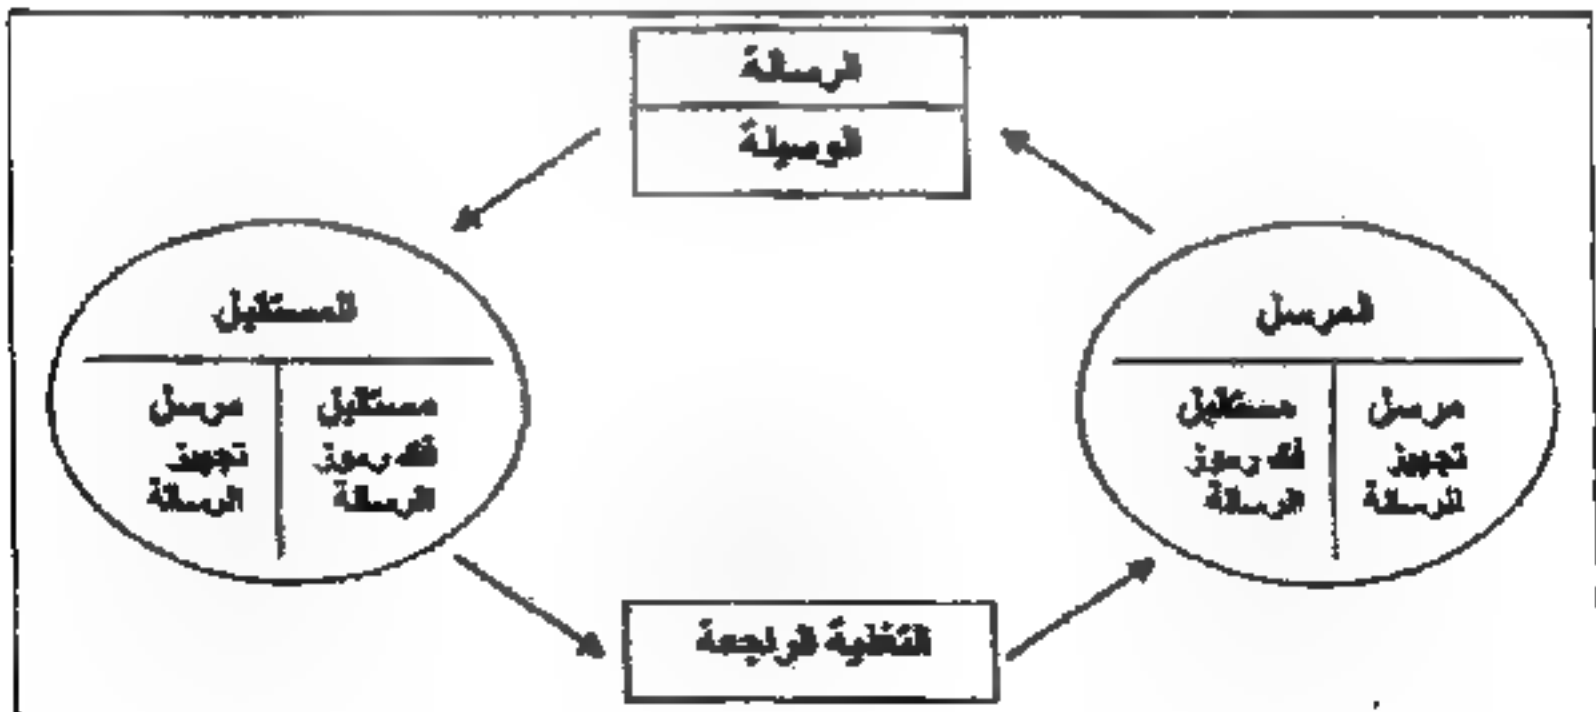 الرسالة
الوسيلة
المرسل
مرسل
تجهيز
الرسالة
مستقبل
فك رموز
الرسالة
المستقبل
مستقبل
فك رموز
الرسالة
مرسل
تجهيز
الرسالة
التغذية الراجعة